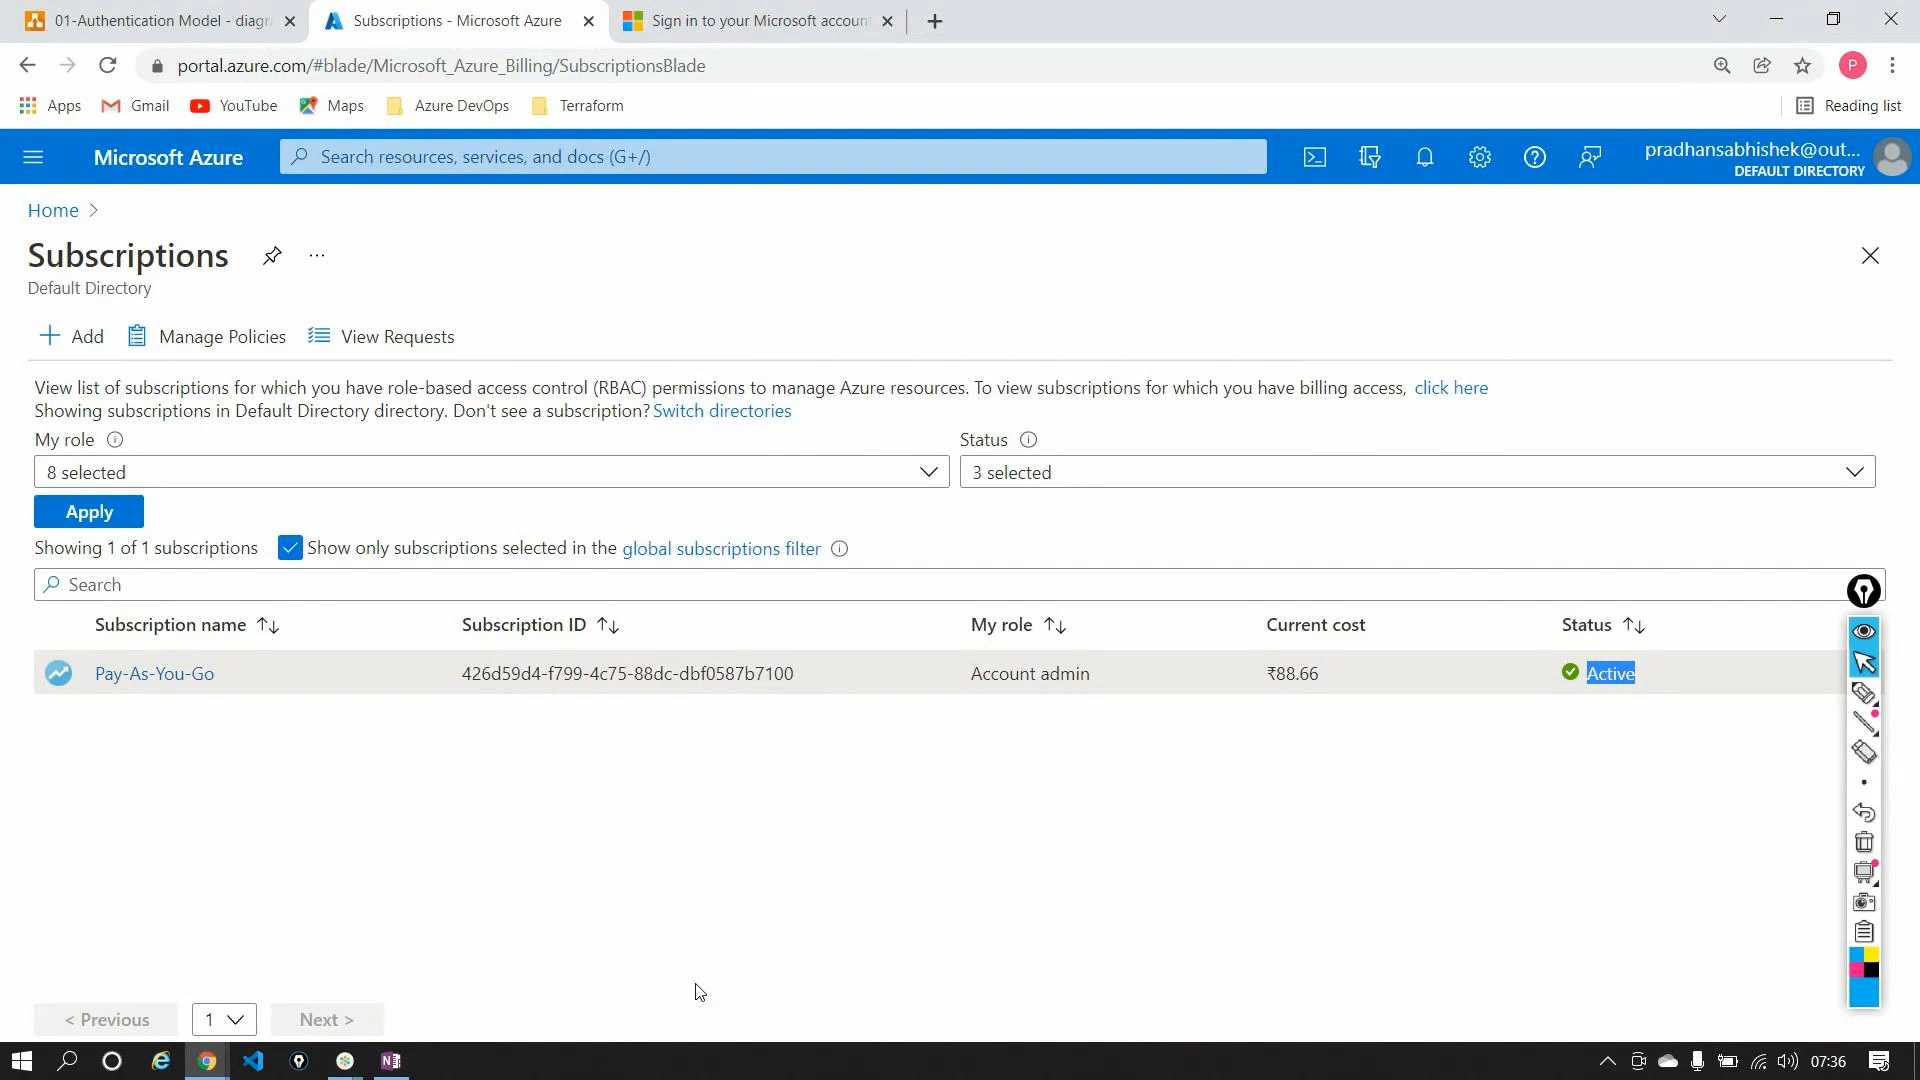 01-Authentication Model - diagr
Subscriptions - Microsoft Azure
Sign in to your Microsoft accoun
portal.azure.com/#blade/Microsoft_Azure_Billing/SubscriptionsBlade
P
Apps
Gmail
YouTube
Maps
Azure DevOps
Terraform
Reading list
Microsoft Azure
Search resources, services, and docs (G+/)
pradhansabhishek@out...
DEFAULT DIRECTORY
Home
Subscriptions
Default Directory
Add
Manage Policies
View Requests
View list of subscriptions for which you have role-based access control (RBAC) permissions to manage Azure resources. To view subscriptions for which you have billing access, click here
Showing subscriptions in Default Directory directory. Don't see a subscription? Switch directories
My role
Status
8 selected
3 selected
Apply
Showing 1 of 1 subscriptions
Show only subscriptions selected in the global subscriptions filter
Search
Subscription name
Subscription ID
My role
Current cost
Status
Pay-As-You-Go
426d59d4-f799-4c75-88dc-dbf0587b7100
Account admin
₹88.66
Active
< Previous
1
Next >
07:36